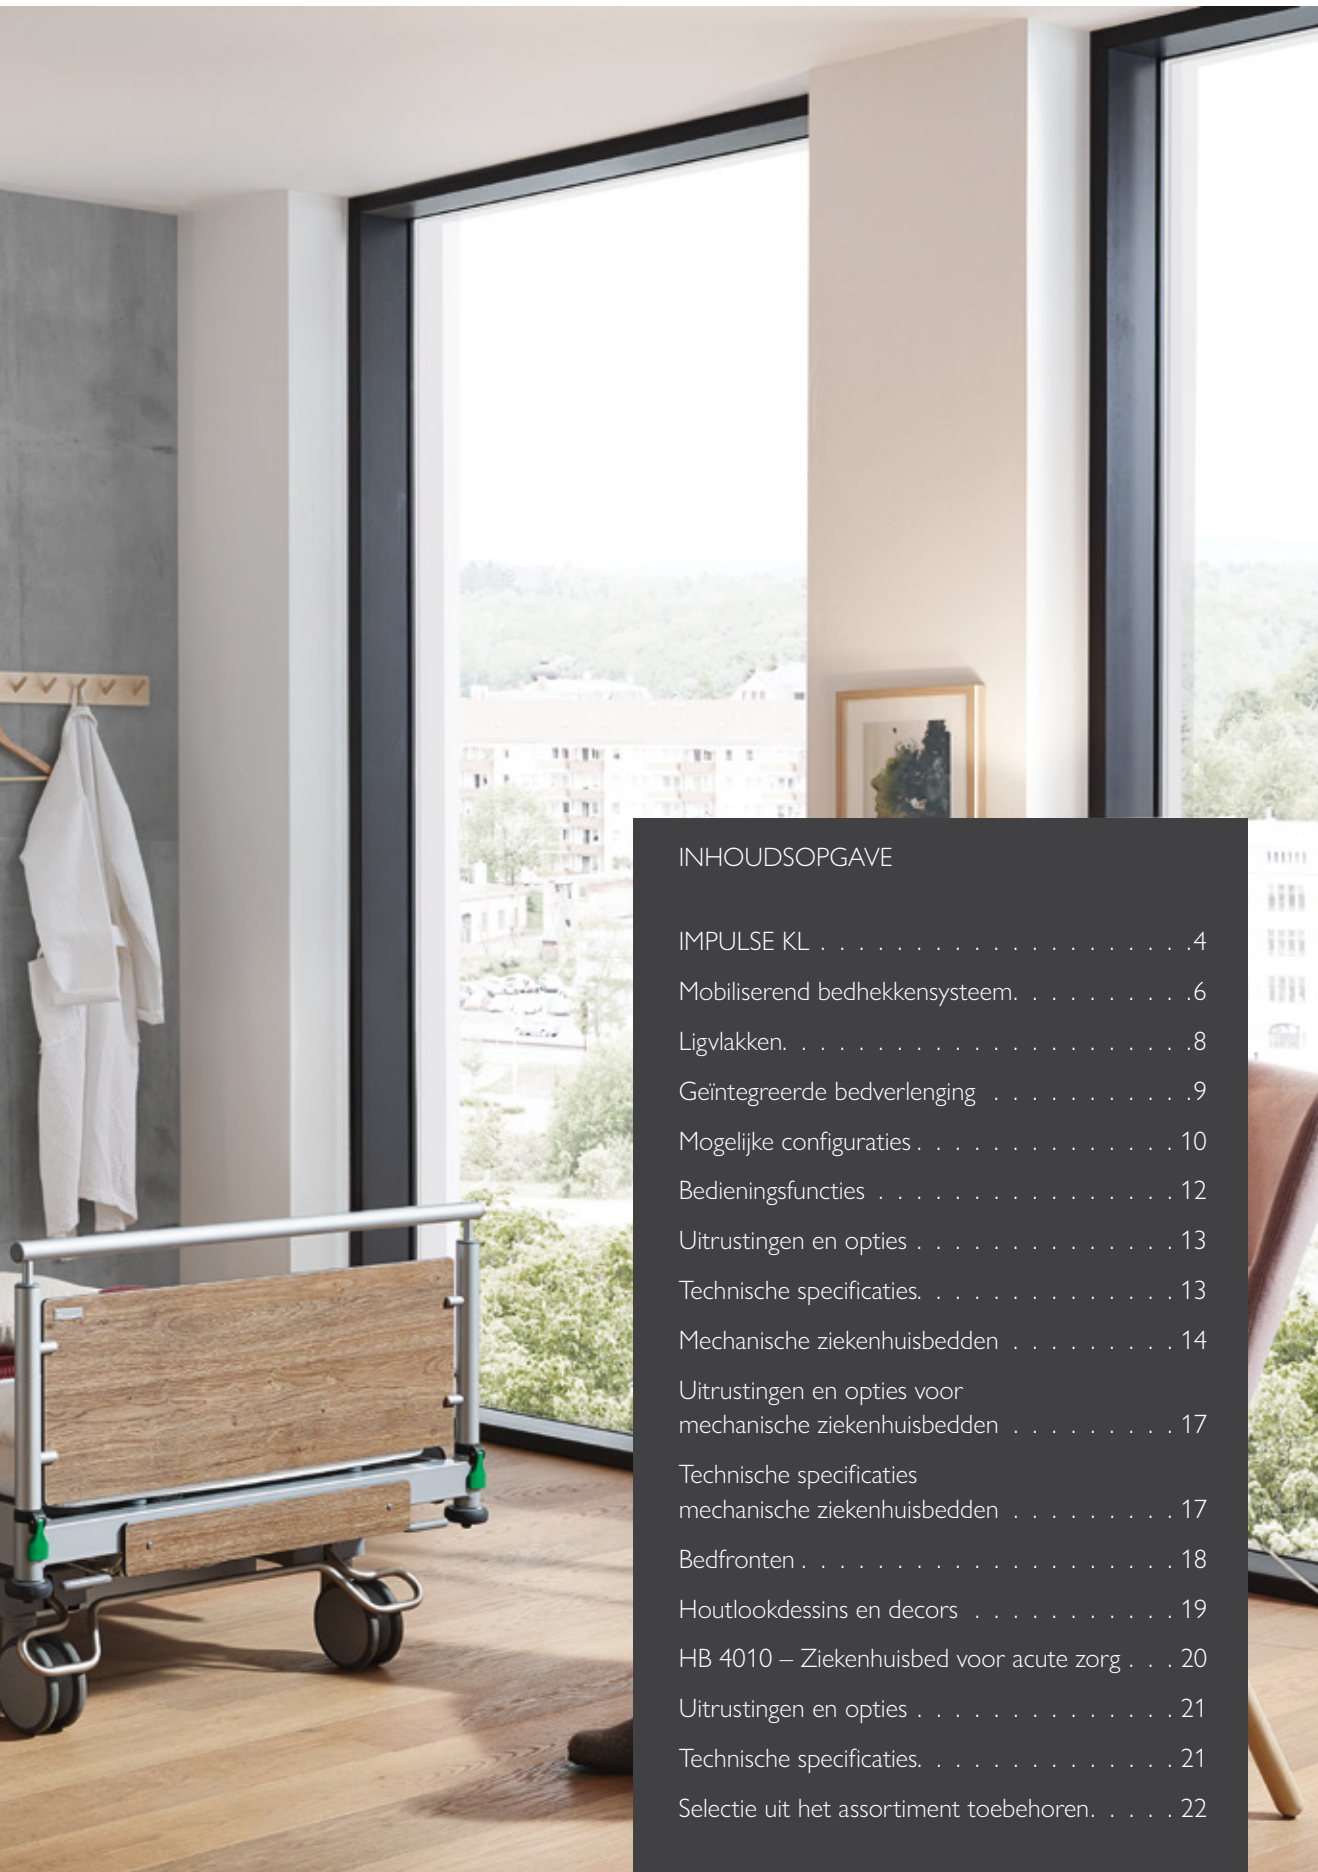 INHOUDSOPGAVE
IMPULSE KL . . . . . . . . . . . . . . . . . . . .4
Mobiliserend bedhekkensysteem. . . . . . . . . .6
Ligvlakken. . . . . . . . . . . . . . . . . . . . . .8
Geïntegreerde bedverlenging . . . . . . . . . . .9
Mogelijke configuraties . . . . . . . . . . . . . . 10
Bedieningsfuncties . . . . . . . . . . . . . . . . 12
Uitrustingen en opties . . . . . . . . . . . . . . 13
Technische specificaties. . . . . . . . . . . . . . 13
Mechanische ziekenhuisbedden . . . . . . . . . 14
Uitrustingen en opties voor
mechanische ziekenhuisbedden . . . . . . . . . 17
Technische specificaties
mechanische ziekenhuisbedden . . . . . . . . . 17
Bedfronten . . . . . . . . . . . . . . . . . . . . 18
Houtlookdessins en decors . . . . . . . . . . . 19
HB 4010 – Ziekenhuisbed voor acute zorg . . . 20
Uitrustingen en opties . . . . . . . . . . . . . . 21
Technische specificaties. . . . . . . . . . . . . . 21
Selectie uit het assortiment toebehoren. . . . . 22